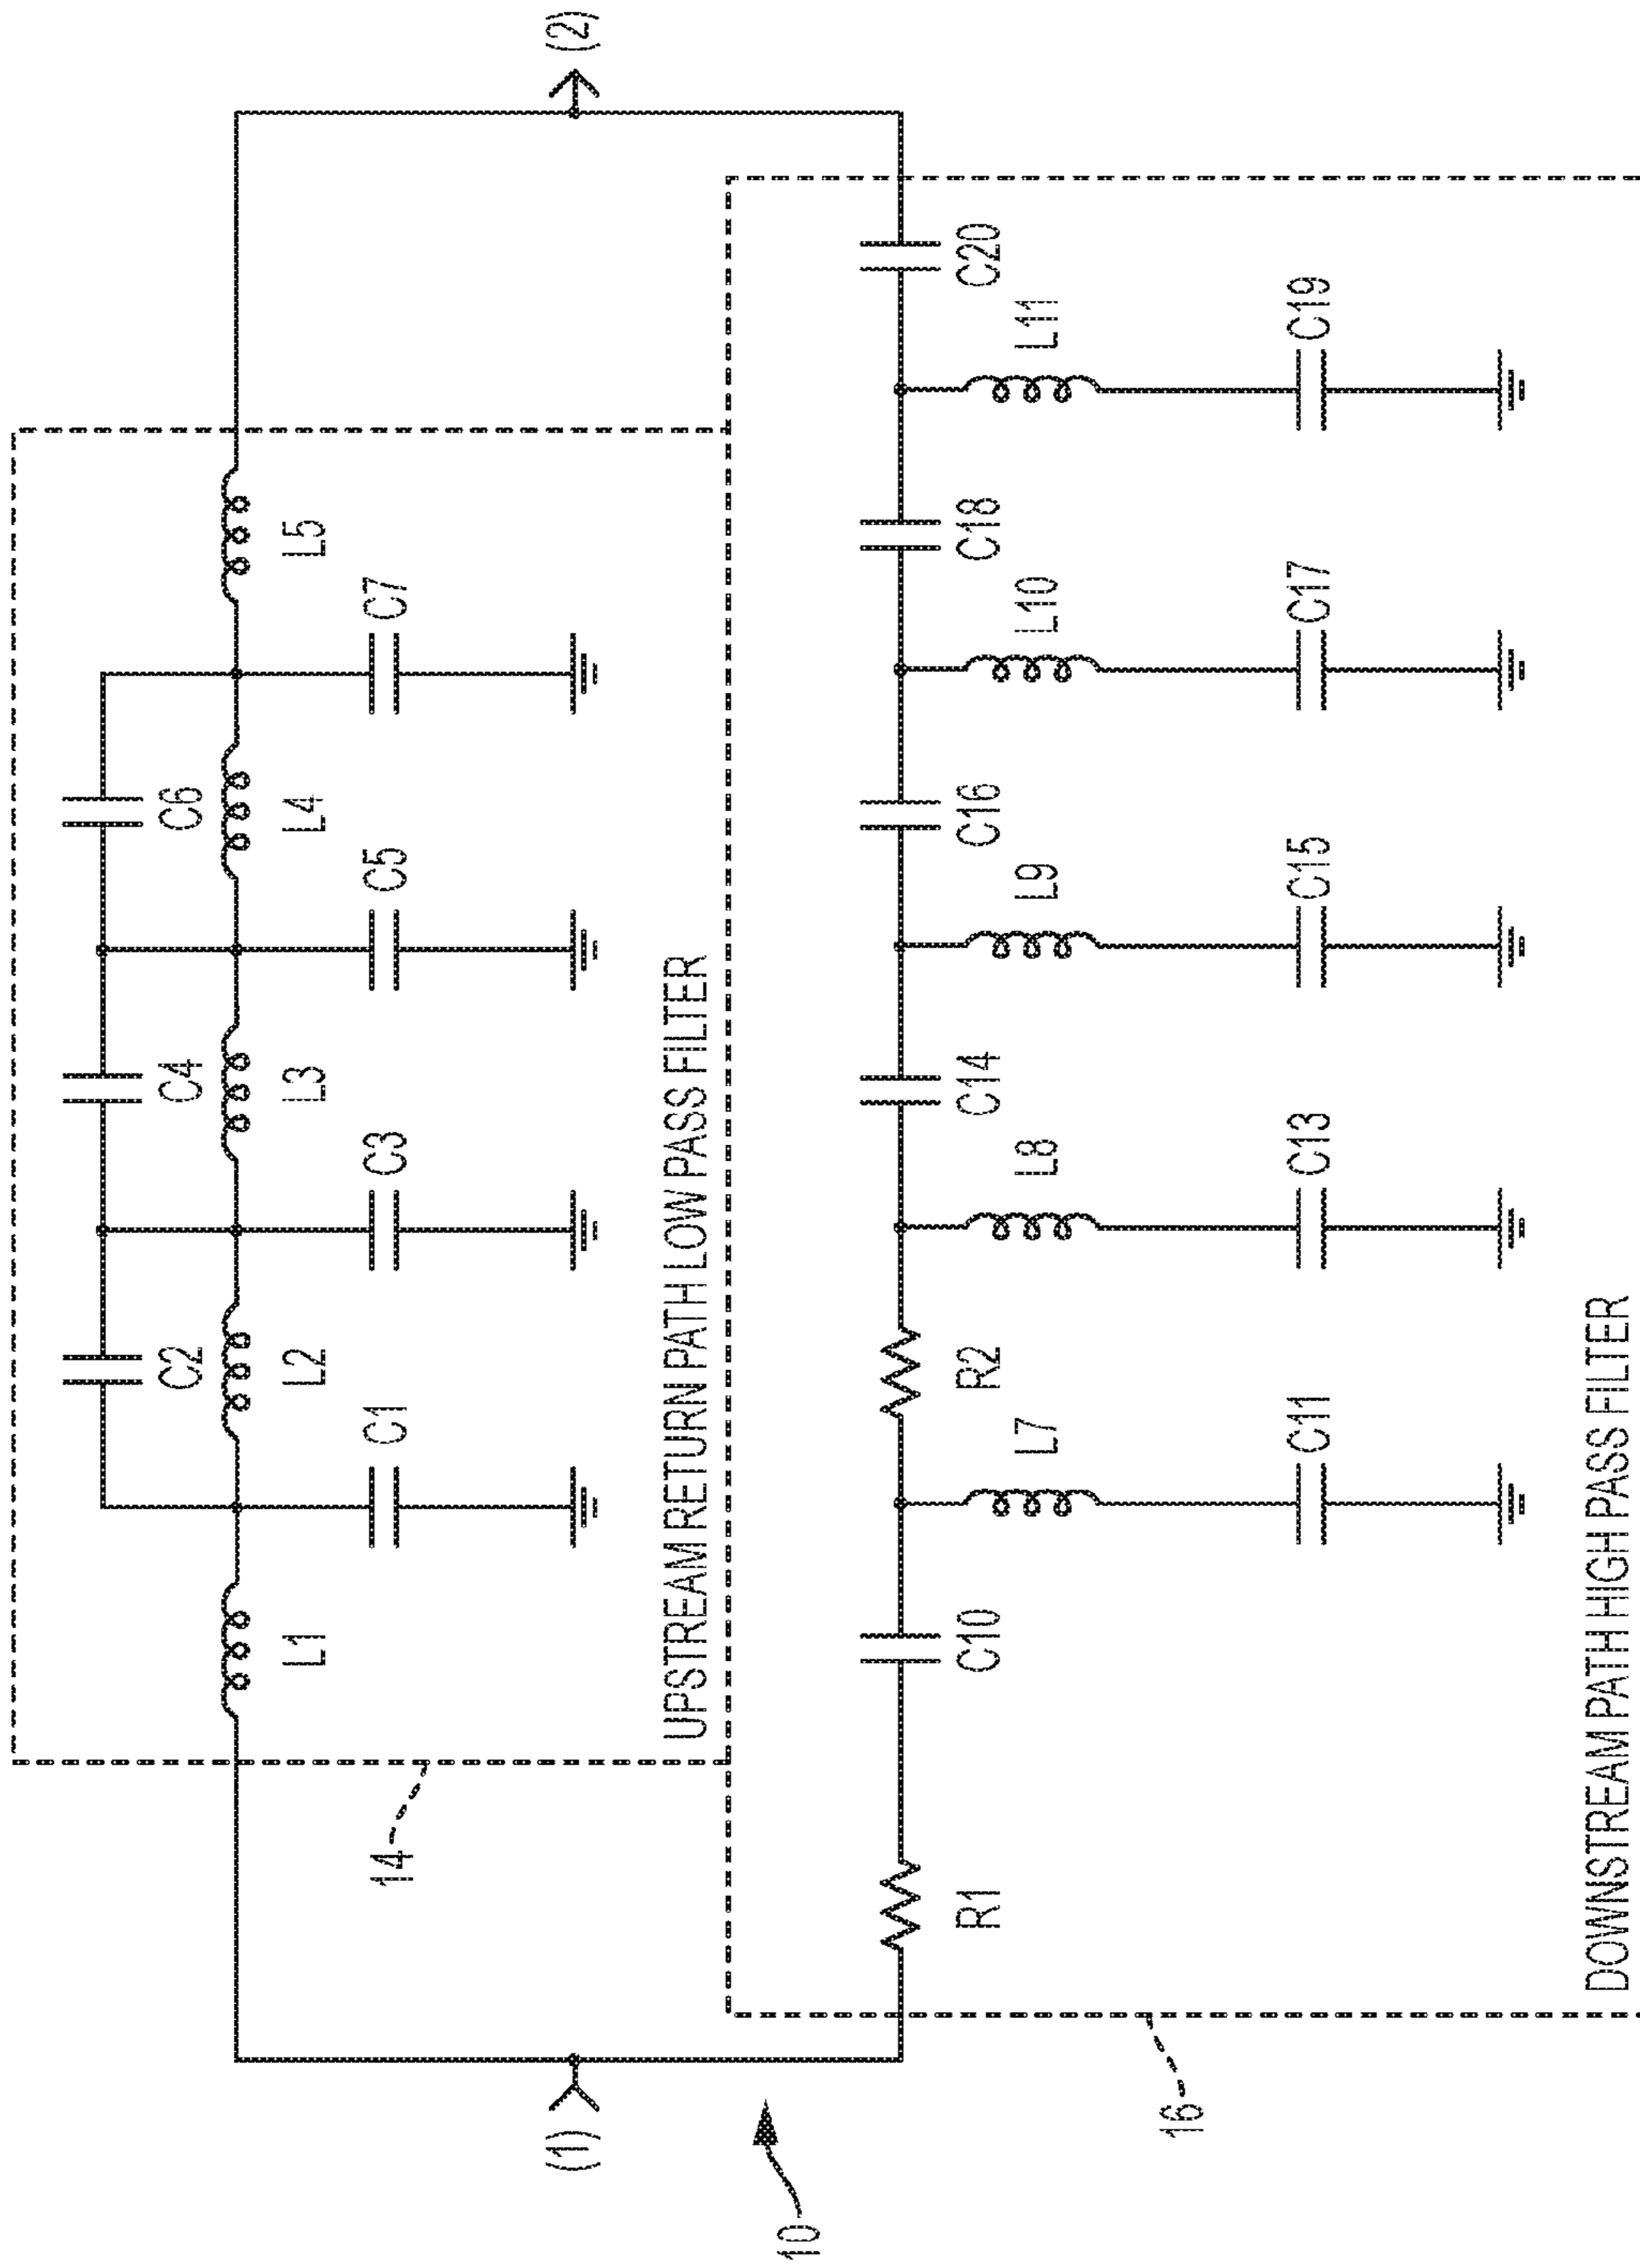 C2
C4
C6
L1
L2
L3
L4
L5
C1
C3
C5
C7
14
UPSTREAM RETURN PATH LOW PASS FILTER
(1)
(2)
10
R1
C10
R2
C14
C16
C18
C20
L7
L8
L9
L10
L11
16
C11
C13
C15
C17
C19
DOWNSTREAM PATH HIGH PASS FILTER